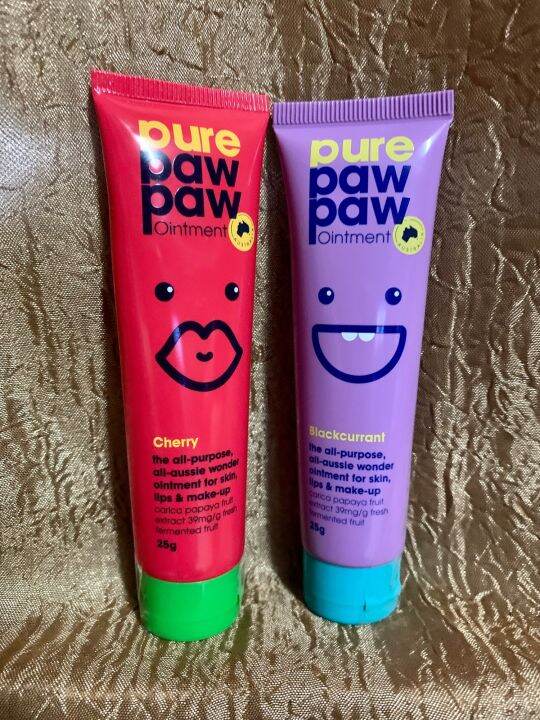 pure
paw
paw
Ointment
AUSTRALIA
Cherry
the all-purpose,
all-aussie wonder
ointment for skin,
lips & make-up
carica papaya fruit
extract 39mg/g fresh
fermented fruit
25g
pure
paw
paw
Ointment
AUSTRALIA
Blackcurrant
the all-purpose,
all-aussie wonder
ointment for skin,
lips & make-up
carica papaya fruit
extract 39mg/g fresh
fermented fruit
25g